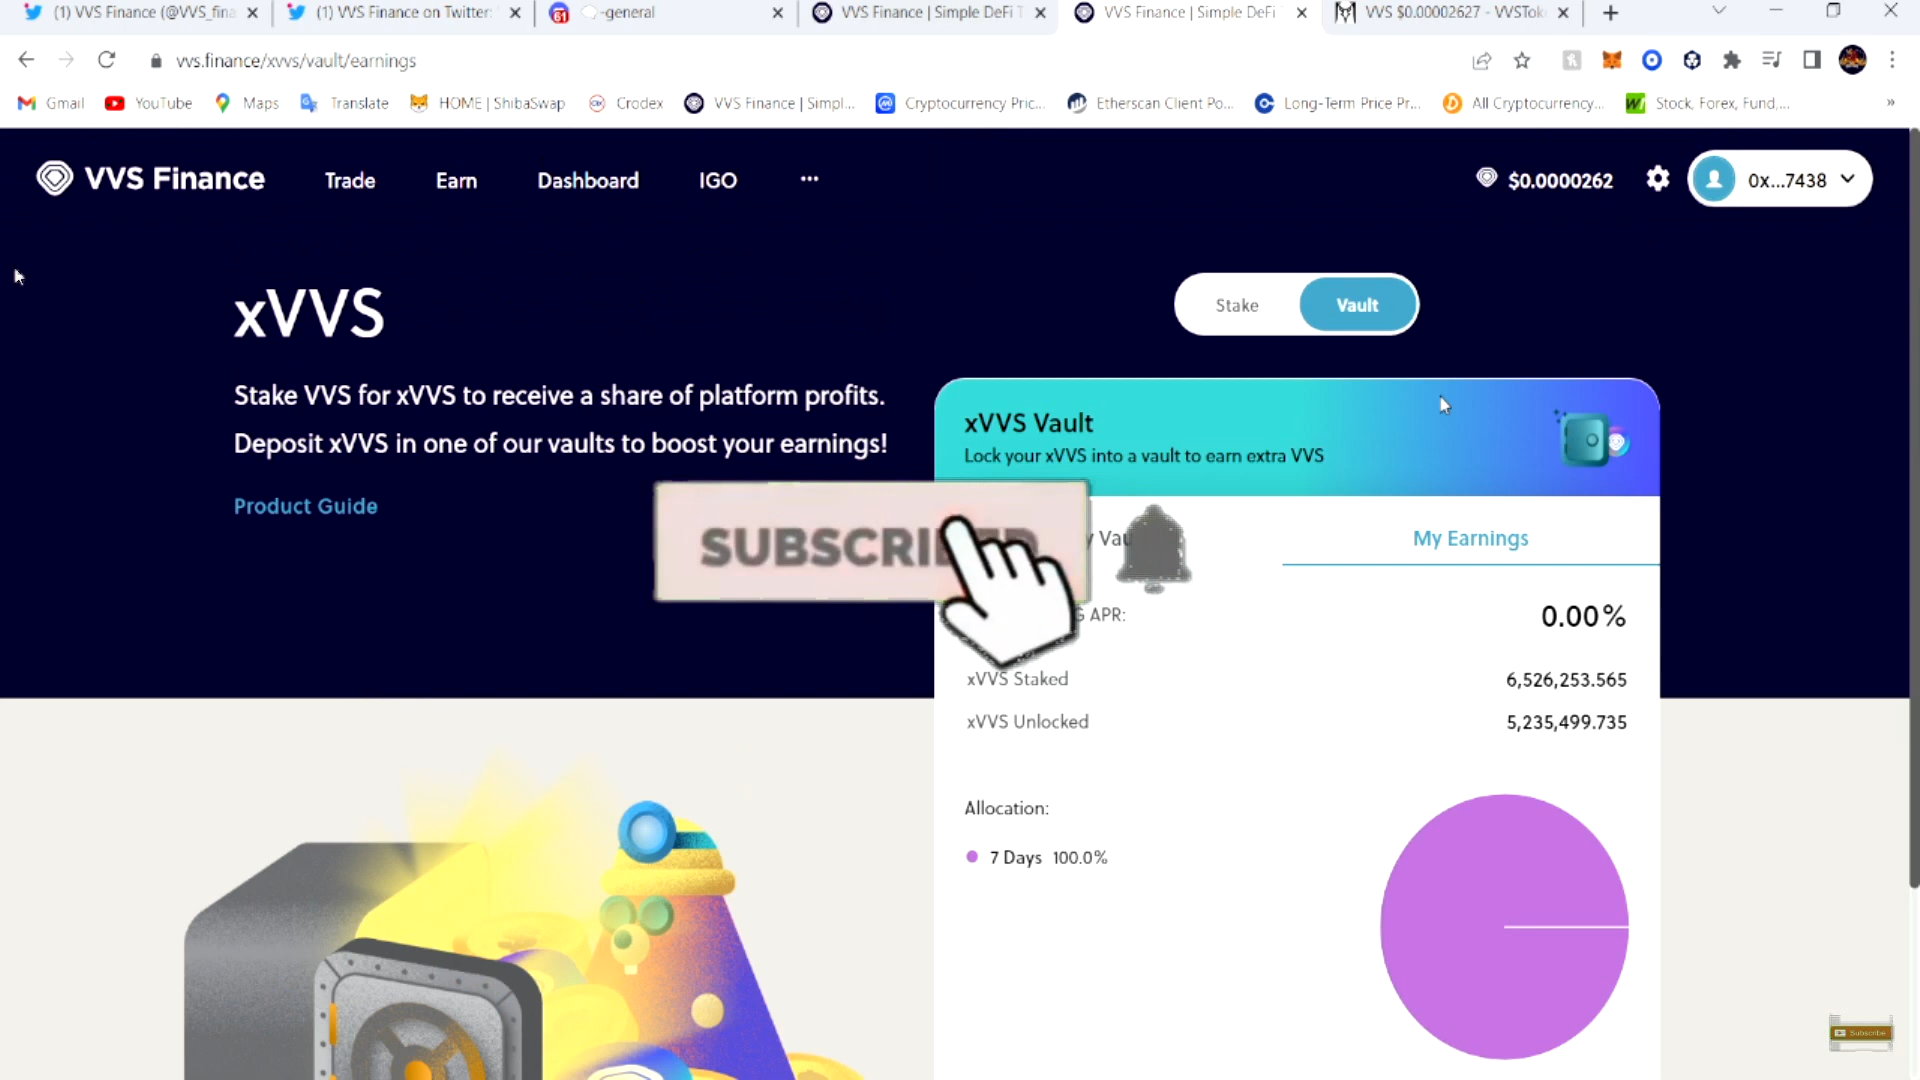 (1) VVS Finance (@VVS_fina
(1) VVS Finance on Twitter:
61
-general
VVS Finance | Simple DeFi T
VVS Finance | Simple DeFi
VVS $0.00002627 - VVSTok
vvs.finance/xvvs/vault/earnings
Gmail
YouTube
Maps
Translate
HOME | ShibaSwap
Crodex
VVS Finance | Simpl...
Cryptocurrency Pric...
Etherscan Client Po...
Long-Term Price Pr...
All Cryptocurrency...
Stock, Forex, Fund,...
»
VVS Finance
Trade
Earn
Dashboard
IGO
...
$0.0000262
0x...7438
xVVS
Stake
Vault
Stake VVS for xVVS to receive a share of platform profits.
Deposit xVVS in one of our vaults to boost your earnings!
Product Guide
xVVS Vault
Lock your xVVS into a vault to earn extra VVS
My Earnings
APR:
0.00%
xVVS Staked
6,526,253.565
xVVS Unlocked
5,235,499.735
Allocation:
7 Days 100.0%
Subscribe